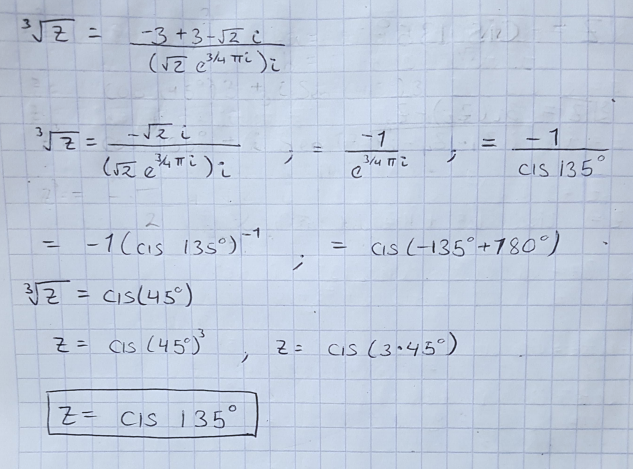 ∛z = (-3 + 3 - √2 i) / ((√2 e^(3/4 πi)) i)
∛z = (-√2 i) / ((√2 e^(3/4 πi)) i) ; = -1 / e^(3/4 πi) ; = -1 / cis 135°
= -1 (cis 135°)^-1 ; = cis(-135° + 180°)
∛z = cis(45°)
z = cis (45°)^3 , z = cis (3·45°)
z = cis 135°